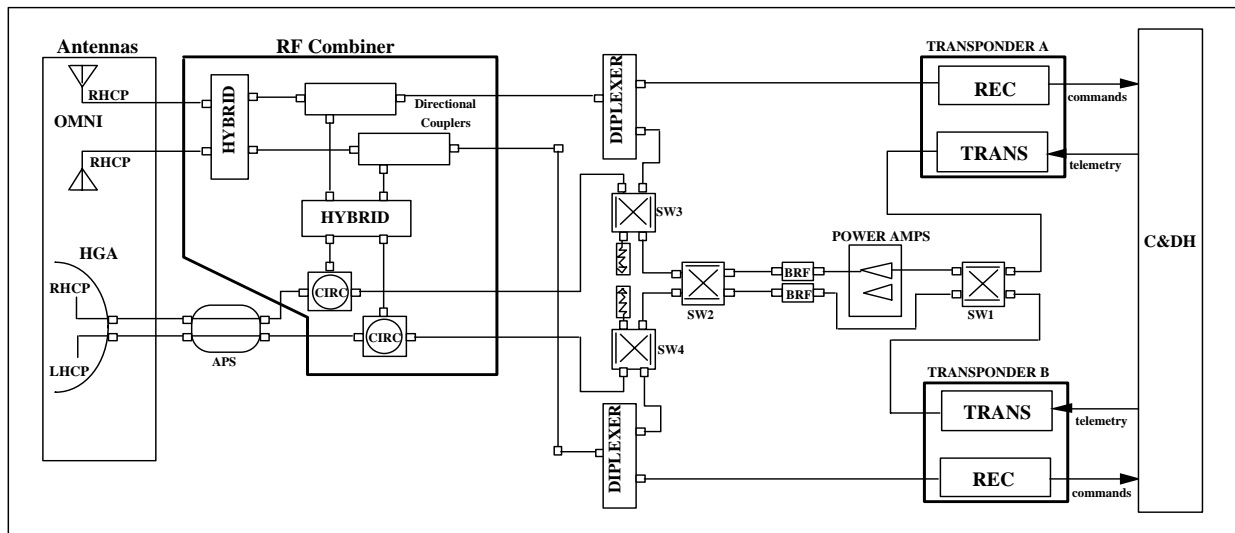 Antennas
RF Combiner
TRANSPONDER A
RHCP
OMNI
RHCP
HYBRID
Directional
Couplers
DIPLEXER
REC
commands
TRANS
telemetry
HYBRID
SW3
HGA
RHCP
CIRC
POWER AMPS
C&DH
BRF
BRF
SW2
SW1
LHCP
APS
CIRC
SW4
TRANSPONDER B
DIPLEXER
TRANS
telemetry
REC
commands